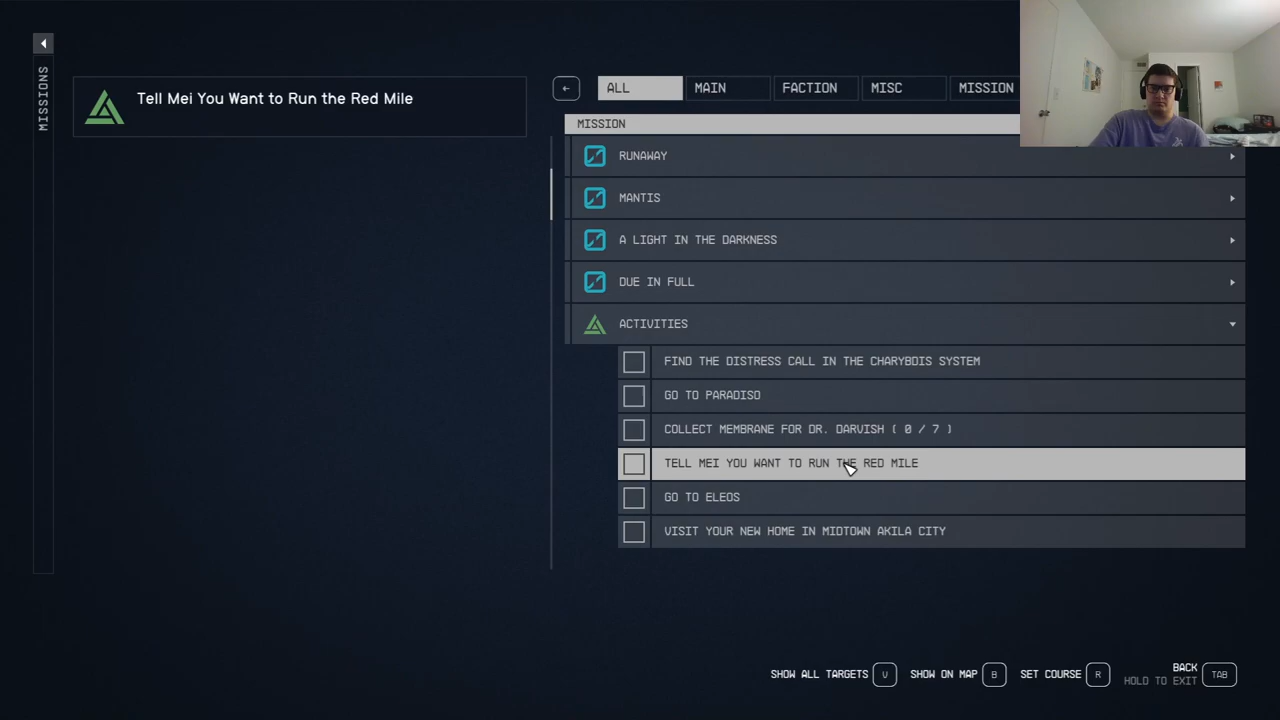 MISSIONS
Tell Mei You Want to Run the Red Mile
ALL
MAIN
FACTION
MISC
MISSION
MISSION
RUNAWAY
MANTIS
A LIGHT IN THE DARKNESS
DUE IN FULL
ACTIVITIES
FIND THE DISTRESS CALL IN THE CHARYBDIS SYSTEM
GO TO PARADISO
COLLECT MEMBRANE FOR DR. DARVISH ( 0 / 7 )
TELL MEI YOU WANT TO RUN THE RED MILE
GO TO ELEOS
VISIT YOUR NEW HOME IN MIDTOWN AKILA CITY
SHOW ALL TARGETS V
SHOW ON MAP B
SET COURSE R
BACK
HOLD TO EXIT
TAB